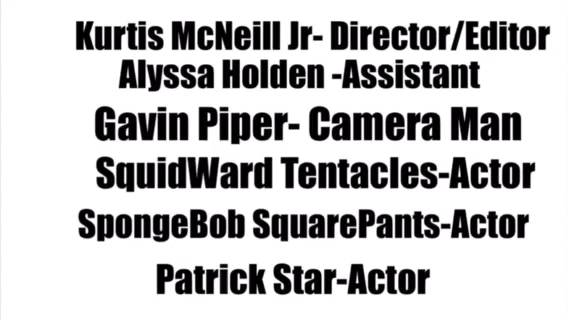 Kurtis McNeill Jr- Director/Editor
Alyssa Holden -Assistant
Gavin Piper- Camera Man
SquidWard Tentacles-Actor
SpongeBob SquarePants-Actor
Patrick Star-Actor